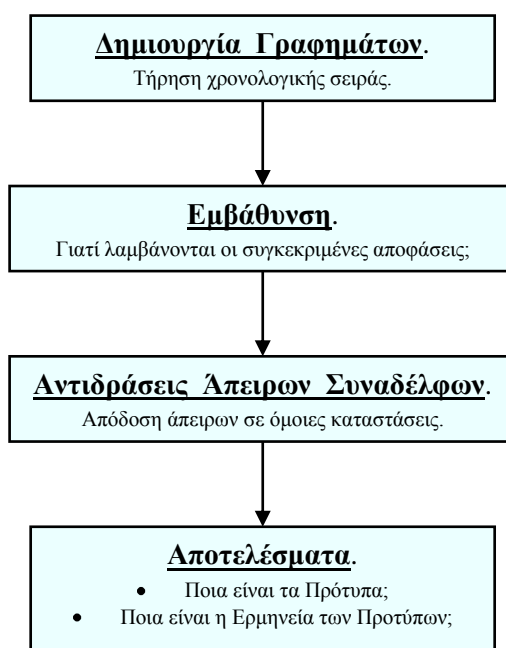 Δημιουργία Γραφημάτων.
Τήρηση χρονολογικής σειράς.
Εμβάθυνση.
Γιατί λαμβάνονται οι συγκεκριμένες αποφάσεις;
Αντιδράσεις Άπειρων Συναδέλφων.
Απόδοση άπειρων σε όμοιες καταστάσεις.
Αποτελέσματα.
• Ποια είναι τα Πρότυπα;
• Ποια είναι η Ερμηνεία των Προτύπων;